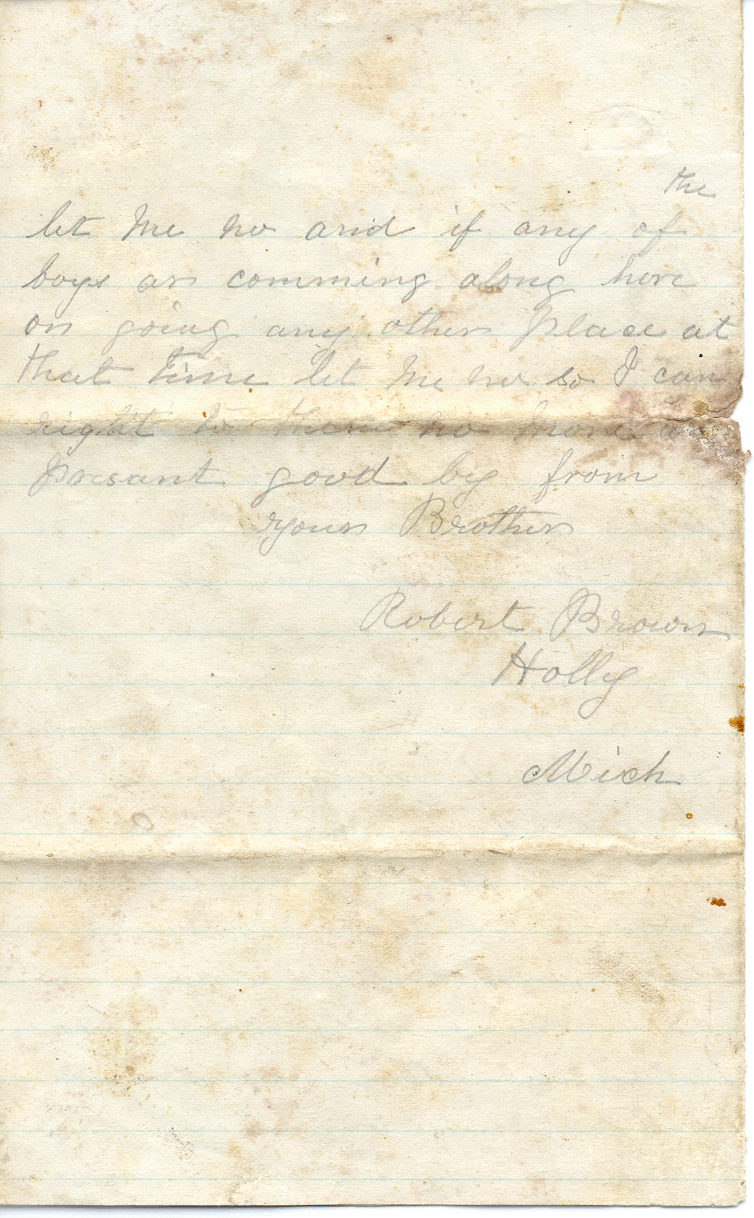 the
let me no and if any of
boys ar comming along here
or going any other place at
that time let me no so I can
right to them no more at
presant good by from
your Brother
Robert Brown
Holly
Mich